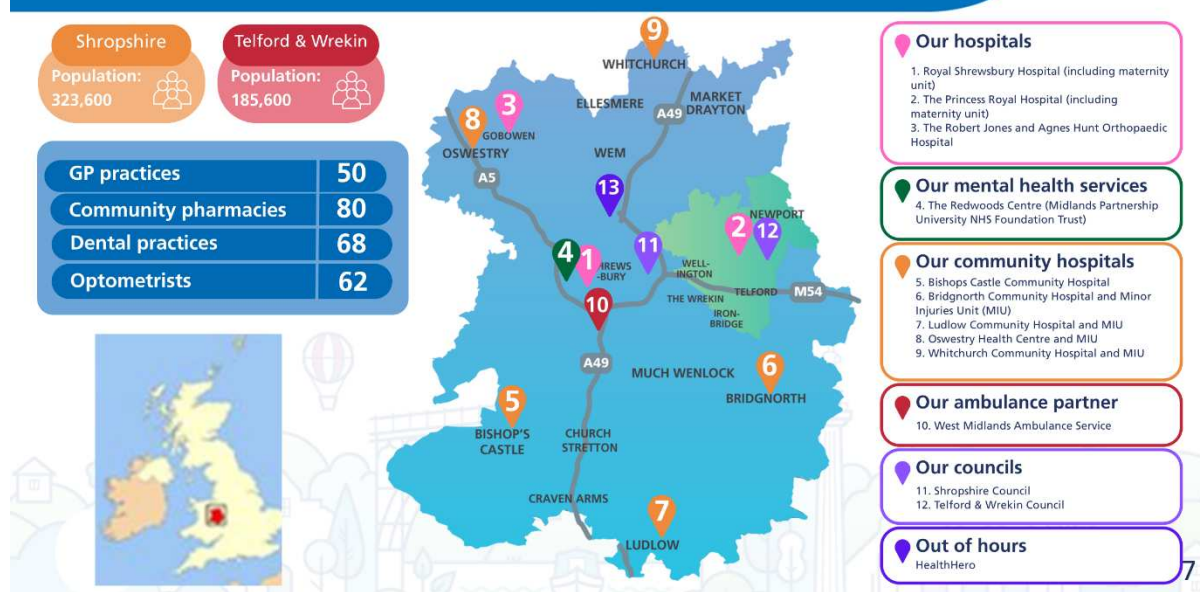 Shropshire
Population:
323,600
Telford & Wrekin
Population:
185,600
GP practices 50
Community pharmacies 80
Dental practices 68
Optometrists 62
9
WHITCHURCH
ELLESMERE
MARKET
DRAYTON
A49
3
8
GOBOWEN
OSWESTRY
WEM
A5
13
NEWPORT
2
12
11
4
1
HREWS
-BURY
WELL-
INGTON
THE WREKIN
TELFORD
M54
10
IRON-
BRIDGE
A49
MUCH WENLOCK
6
BRIDGNORTH
5
BISHOP'S
CASTLE
CHURCH
STRETTON
CRAVEN ARMS
7
LUDLOW
Our hospitals
1. Royal Shrewsbury Hospital (including maternity
unit)
2. The Princess Royal Hospital (including
maternity unit)
3. The Robert Jones and Agnes Hunt Orthopaedic
Hospital
Our mental health services
4. The Redwoods Centre (Midlands Partnership
University NHS Foundation Trust)
Our community hospitals
5. Bishops Castle Community Hospital
6. Bridgnorth Community Hospital and Minor
Injuries Unit (MIU)
7. Ludlow Community Hospital and MIU
8. Oswestry Health Centre and MIU
9. Whitchurch Community Hospital and MIU
Our ambulance partner
10. West Midlands Ambulance Service
Our councils
11. Shropshire Council
12. Telford & Wrekin Council
Out of hours
HealthHero
7